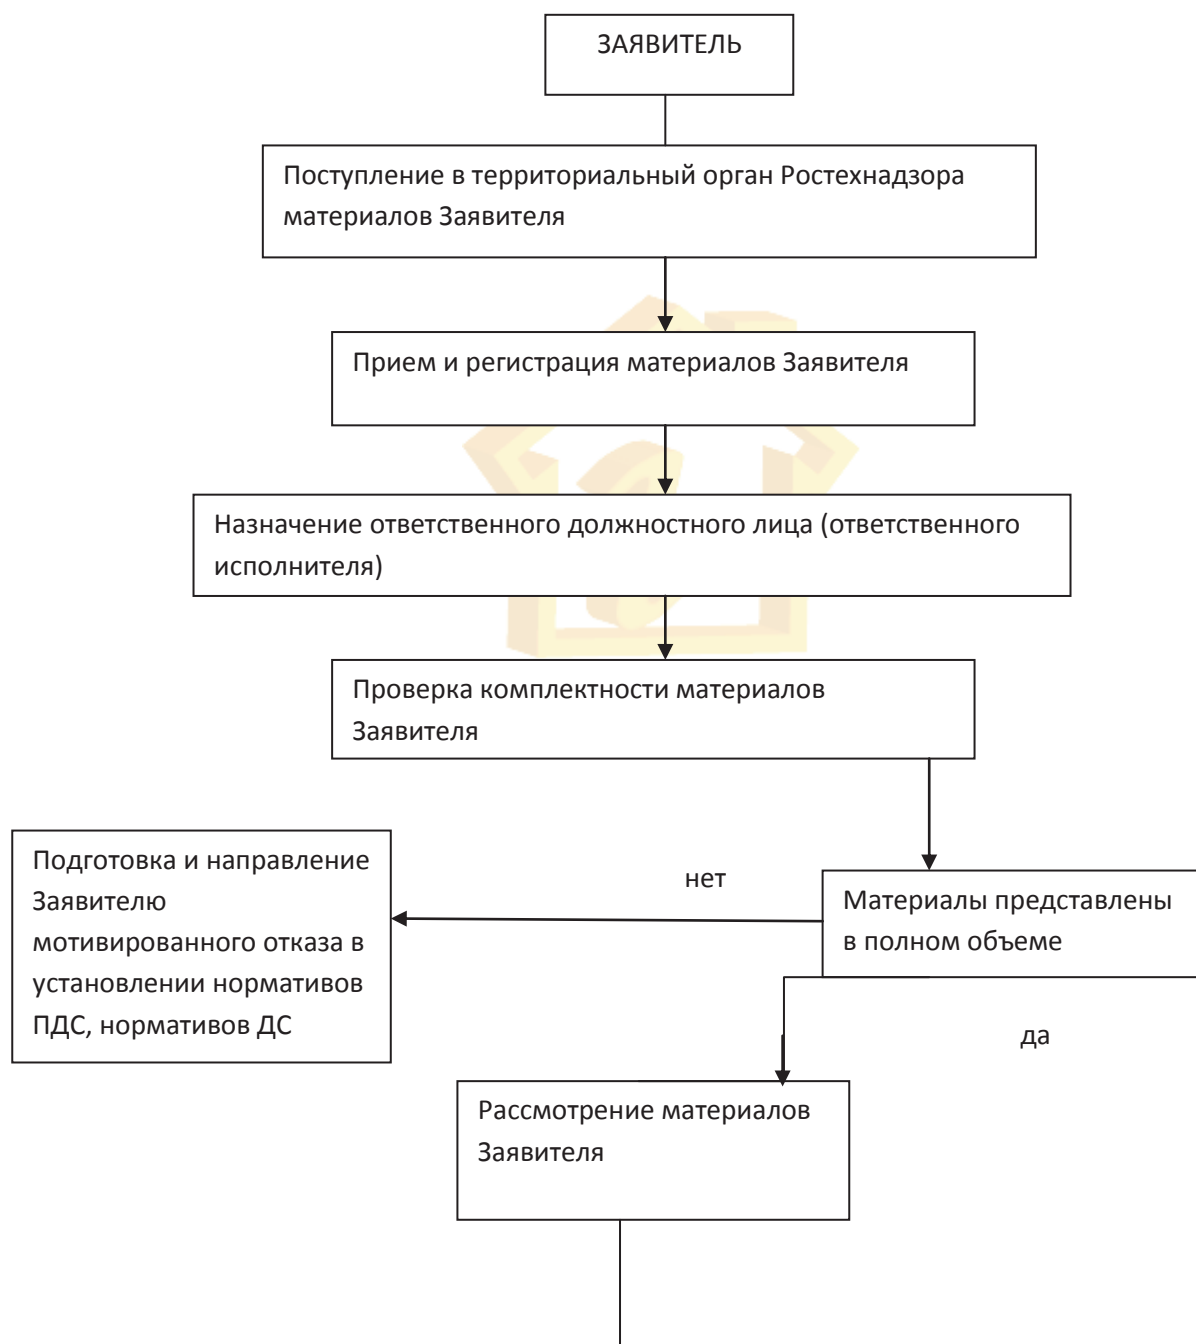 ЗАЯВИТЕЛЬ
Поступление в территориальный орган Ростехнадзора
материалов Заявителя
Прием и регистрация материалов Заявителя
Назначение ответственного должностного лица (ответственного
исполнителя)
Проверка комплектности материалов
Заявителя
Подготовка и направление
Заявителю
мотивированного отказа в
установлении нормативов
ПДС, нормативов ДС
нет
Материалы представлены
в полном объеме
да
Рассмотрение материалов
Заявителя